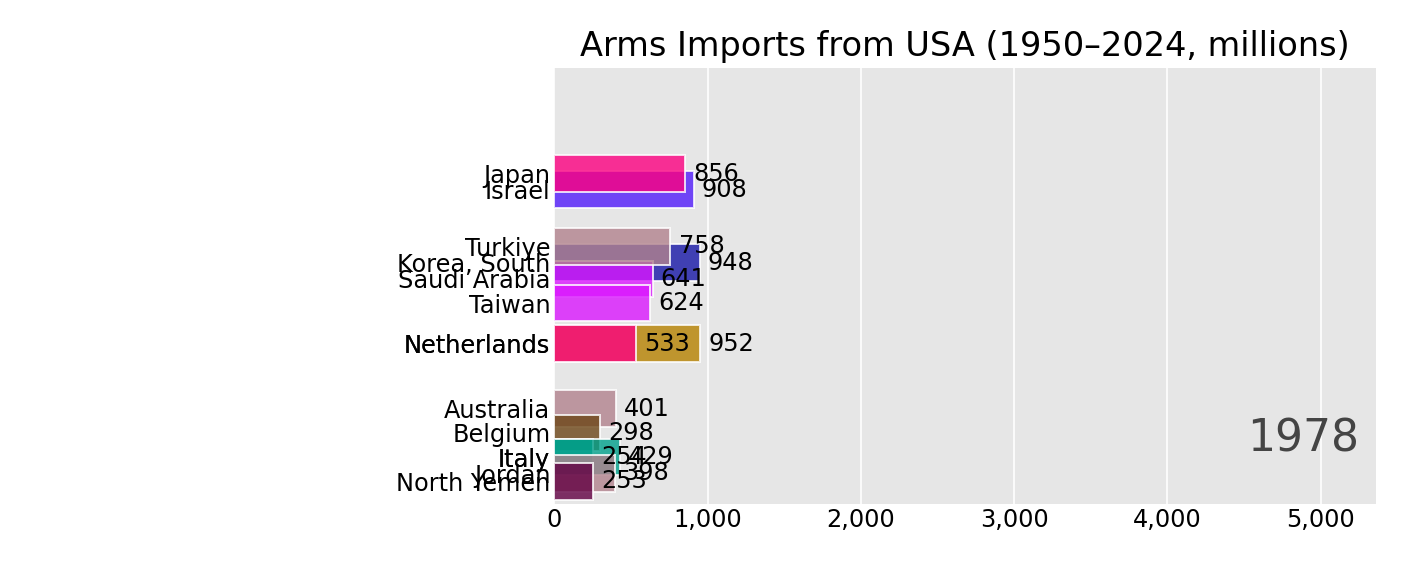 Arms Imports from USA (1950–2024, millions)
Japan 856
Israel 908
Turkiye 758
Korea, South 948
Saudi Arabia 641
Taiwan 624
Netherlands 533 952
Australia 401
Belgium 298
Italy 254 429
Jordan 398
North Yemen 253
1978
0 1,000 2,000 3,000 4,000 5,000